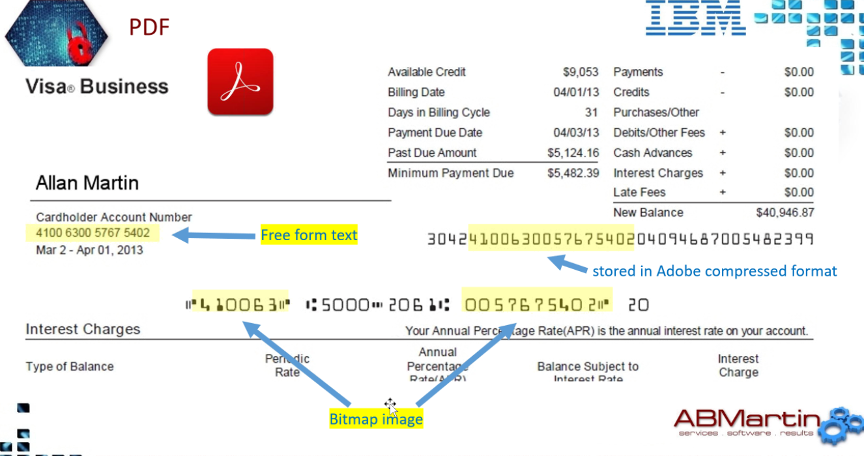 PDF
IBM
Visa® Business
Available Credit $9,053 Payments - $0.00
Billing Date 04/01/13 Credits - $0.00
Days in Billing Cycle 31 Purchases/Other
Payment Due Date 04/03/13 Debits/Other Fees + $0.00
Past Due Amount $5,124.16 Cash Advances + $0.00
Minimum Payment Due $5,482.39 Interest Charges + $0.00
Late Fees + $0.00
New Balance $40,946.87
Allan Martin
Cardholder Account Number
4100 6300 5767 5402
Mar 2 - Apr 01, 2013
Free form text
3042410063005767540204094687005482399
stored in Adobe compressed format
⑈410063⑈ ⑆5000⑉2061⑆ 0057675402⑈ 20
Interest Charges Your Annual Percentage Rate(APR) is the annual interest rate on your account.
Type of Balance Periodic Rate Annual Percentage Rate(APR) Balance Subject to Interest Rate Interest Charge
Bitmap image
ABMartin
services . software . results